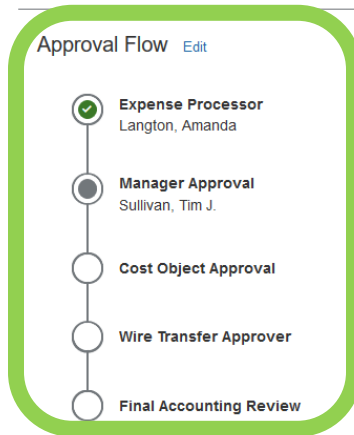 Approval Flow Edit
Expense Processor
Langton, Amanda
Manager Approval
Sullivan, Tim J.
Cost Object Approval
Wire Transfer Approver
Final Accounting Review